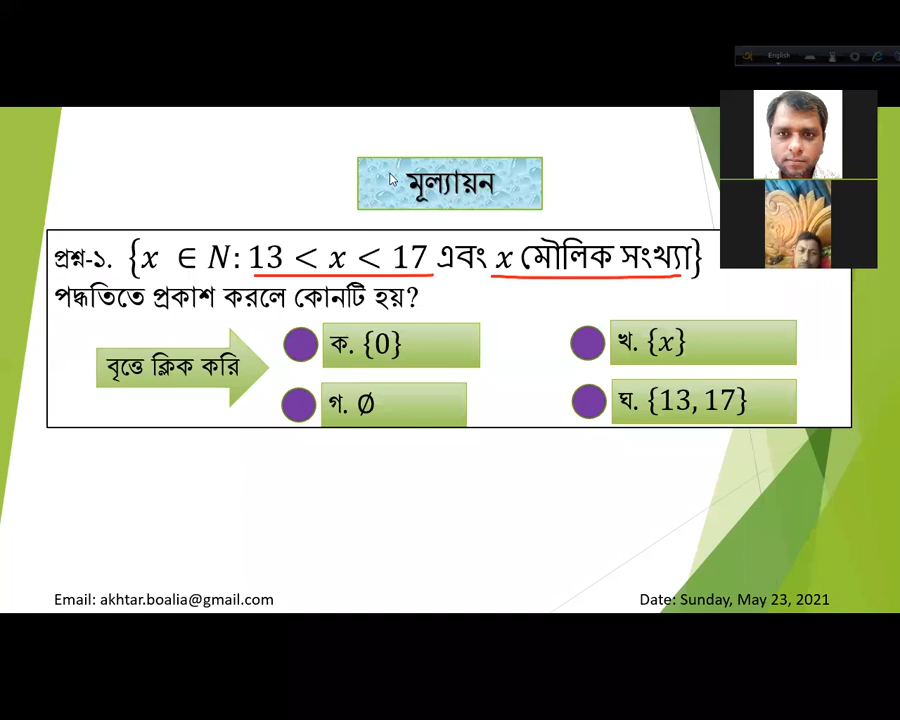 English
মূল্যায়ন
প্রশ্ন-১. {x ∈ N: 13 < x < 17 এবং x মৌলিক সংখ্যা}
পদ্ধতিতে প্রকাশ করলে কোনটি হয়?
বৃত্তে ক্লিক করি
ক. {0}
খ. {x}
গ. Ø
ঘ. {13, 17}
Email: akhtar.boalia@gmail.com
Date: Sunday, May 23, 2021